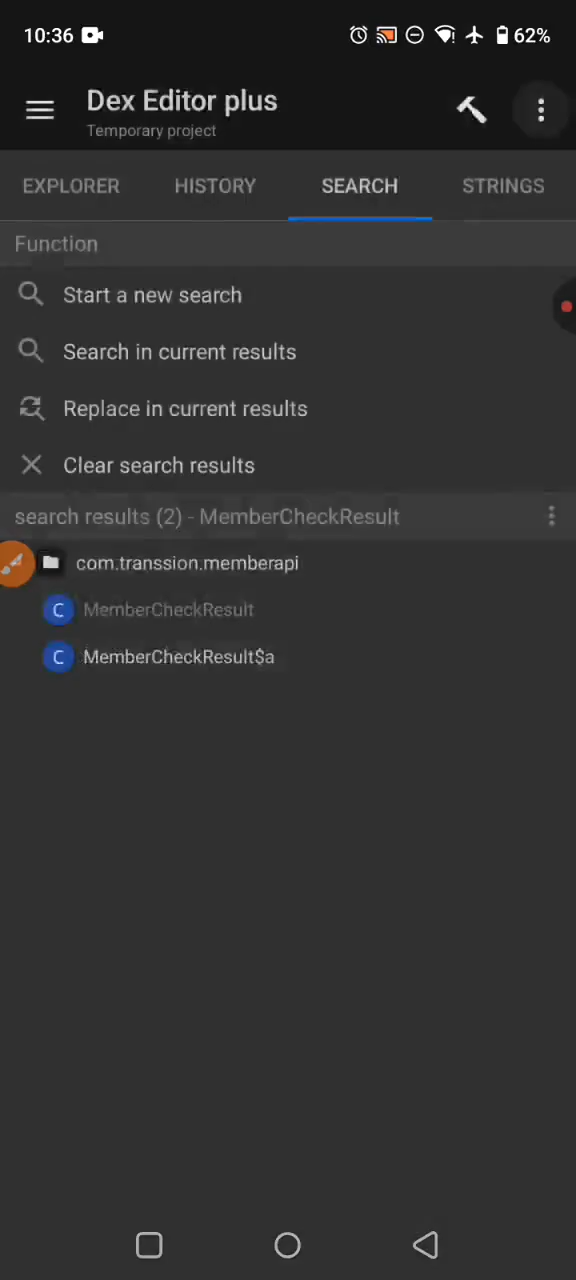 10:36
62%
Dex Editor plus
Temporary project
EXPLORER HISTORY SEARCH STRINGS
Function
Start a new search
Search in current results
Replace in current results
Clear search results
search results (2) - MemberCheckResult
com.transsion.memberapi
C MemberCheckResult
C MemberCheckResult$a